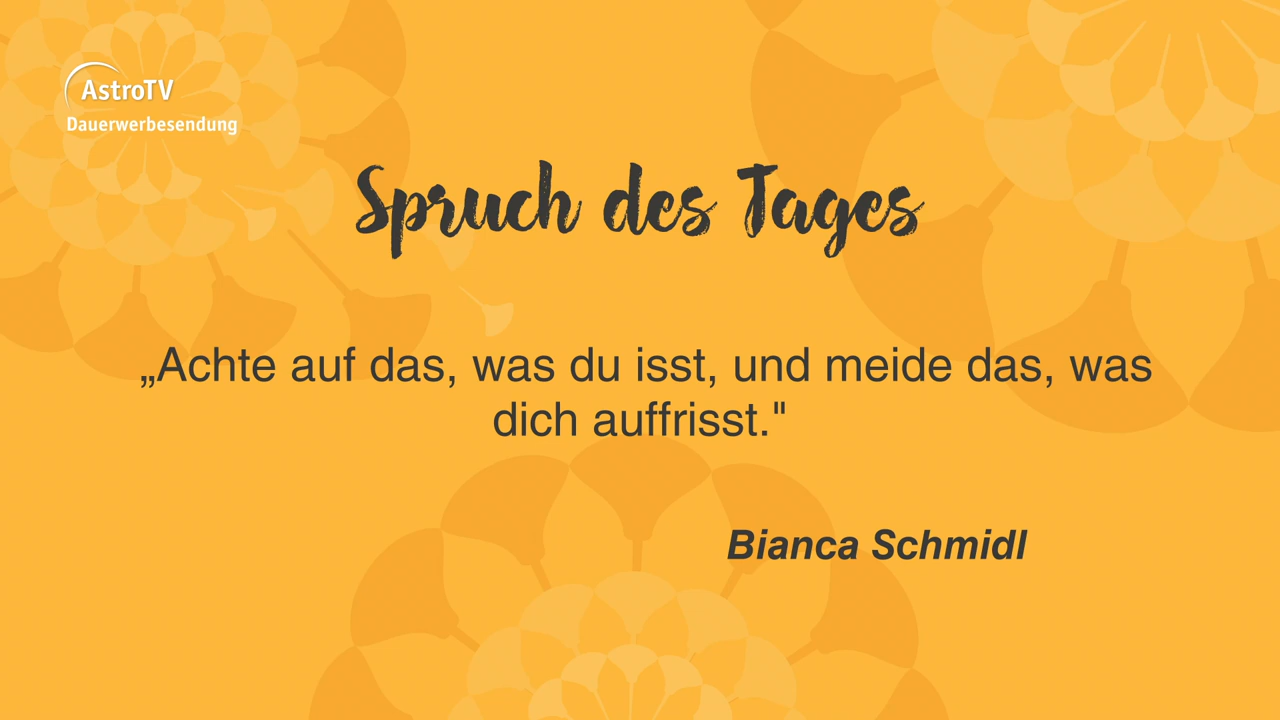 AstroTV
Dauerwerbesendung
Spruch des Tages
„Achte auf das, was du isst, und meide das, was
dich auffrisst."
Bianca Schmidl